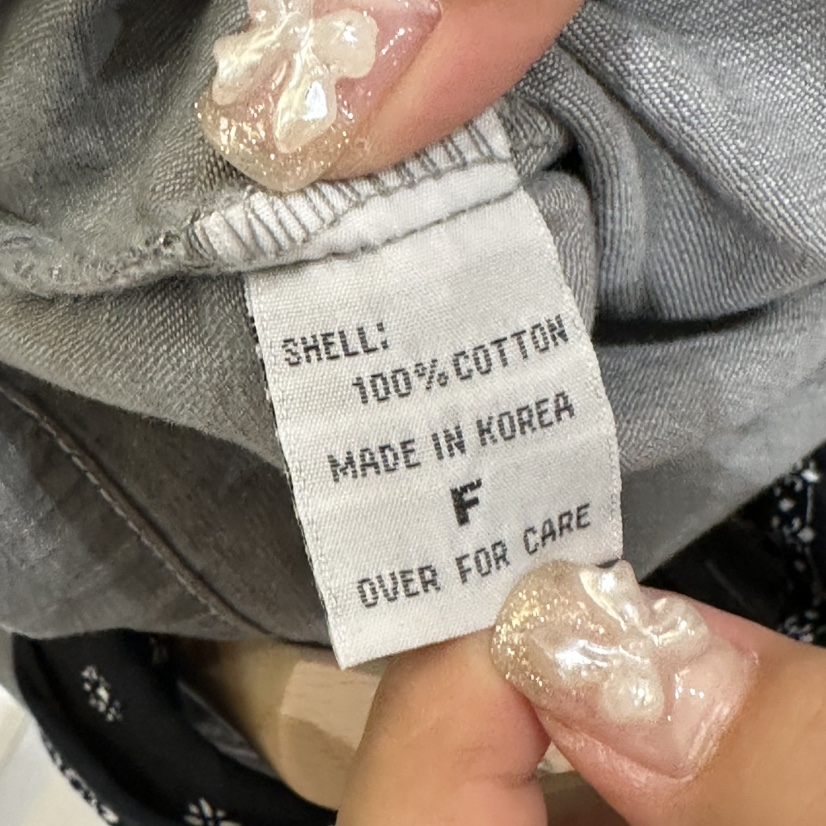 SHELL:
100% COTTON
MADE IN KOREA
F
OVER FOR CARE